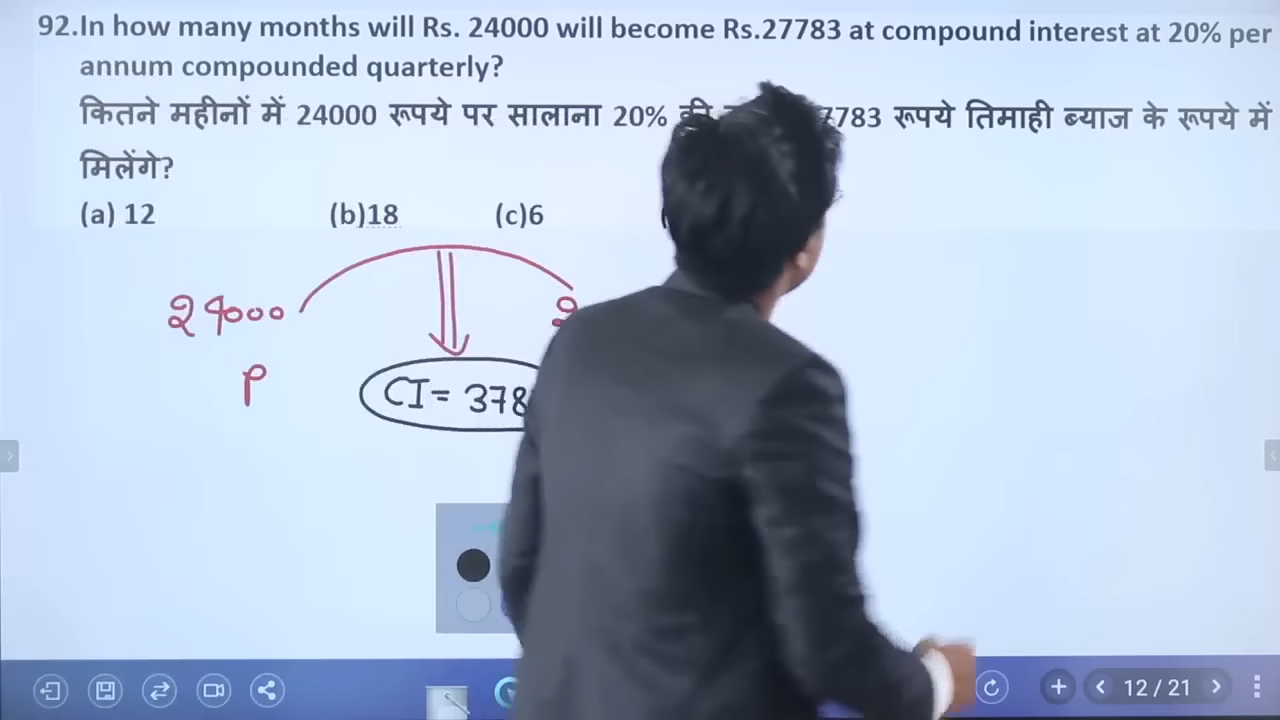 92.In how many months will Rs. 24000 will become Rs.27783 at compound interest at 20% per
annum compounded quarterly?
कितने महीनों में 24000 रूपये पर सालाना 20% की 7783 रूपये तिमाही ब्याज के रूपये में
मिलेंगे?
(a) 12 (b)18 (c)6
24000
P
CI= 378
12 / 21